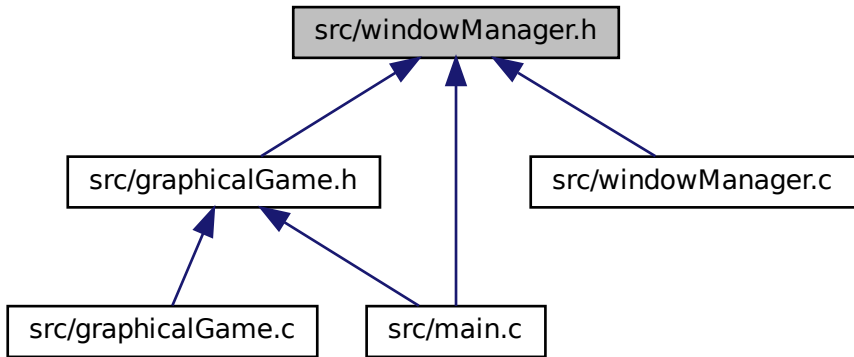 src/windowManager.h
src/graphicalGame.h
src/windowManager.c
src/graphicalGame.c
src/main.c